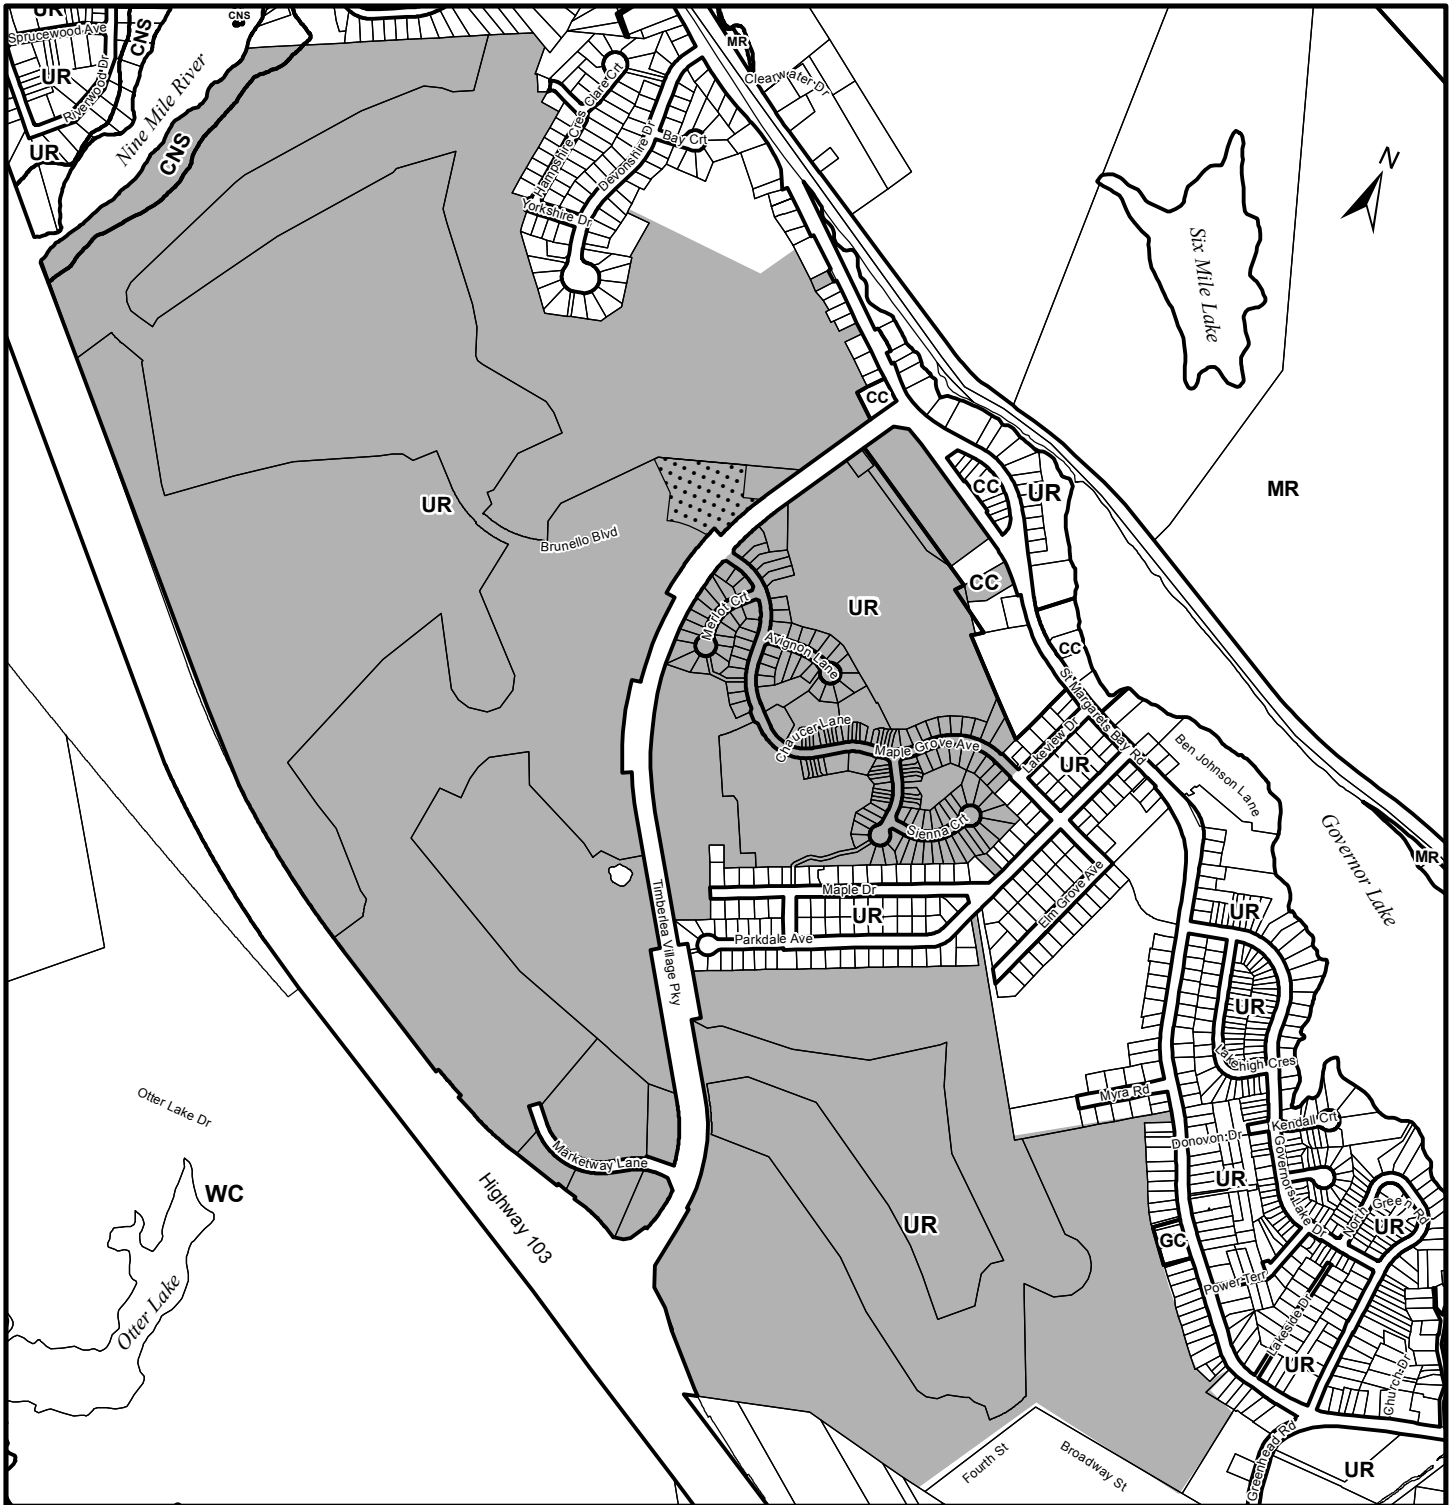 UR
CNS
CNS
Sprucewood Ave
UR
Riverwood Dr
UR
Nine Mile River
CNS
MR
Clearwater Dr
Clare Crt
Hampshire Cres
Devonshire Dr
Bay Crt
Yorkshire Dr
N
Six Mile Lake
CC
CC
UR
MR
UR
Brunello Blvd
CC
UR
Merlot Crt
Avignon Lane
CC
St Margarets Bay Rd
Chaucer Lane
Maple Grove Ave
Lakeview Dr
UR
Ben Johnson Lane
Sienna Crt
Governor Lake
MR
Timberlea Village Pky
Maple Dr
UR
Parkdale Ave
Elm Grove Ave
UR
UR
Lakehigh Cres
Myra Rd
Otter Lake Dr
Donovon Dr
Kendall Crt
Marketway Lane
Governors Lake Dr
UR
WC
Highway 103
UR
North Green Rd
UR
GC
Power Terr
Otter Lake
Lakeside Dr
UR
Church Dr
Greenhead Rd
Fourth St
Broadway St
UR